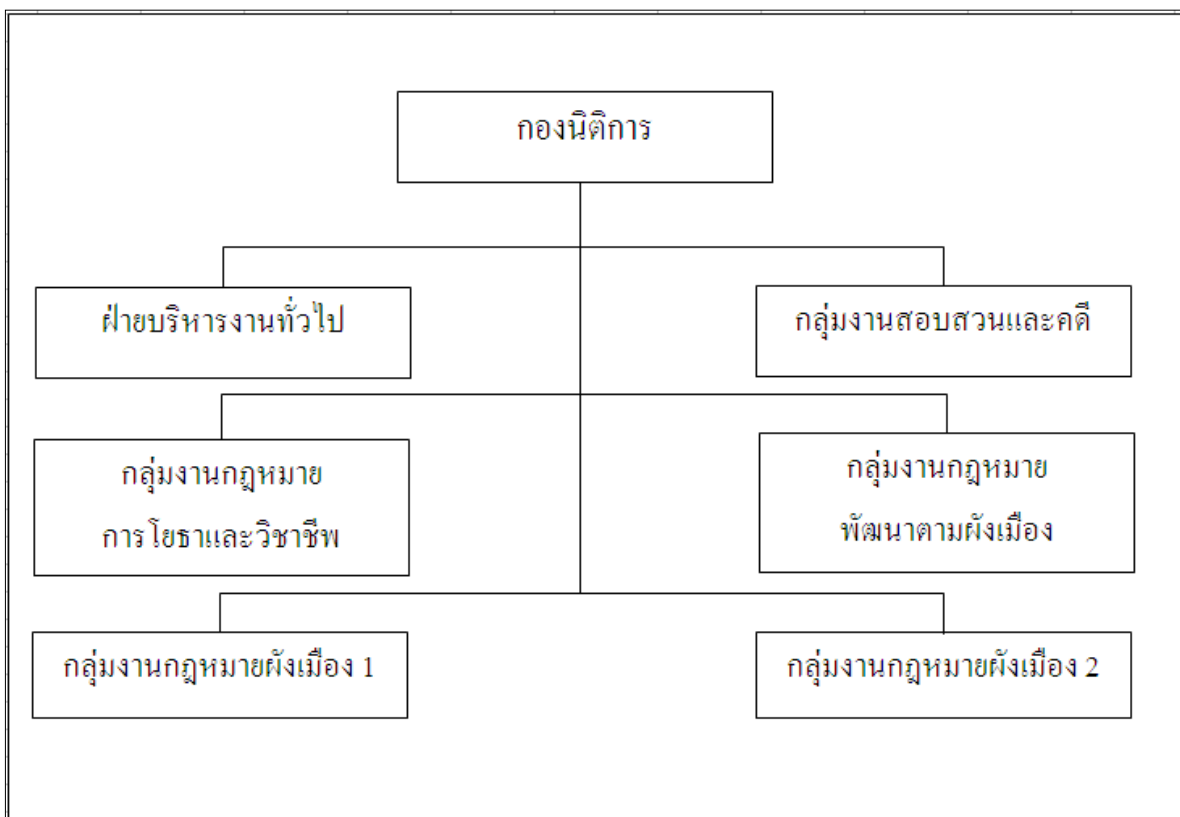 กองนิติการ
ฝ่ายบริหารงานทั่วไป
กลุ่มงานสอบสวนและคดี
กลุ่มงานกฎหมาย
การโยธาและวิชาชีพ
กลุ่มงานกฎหมาย
พัฒนาตามผังเมือง
กลุ่มงานกฎหมายผังเมือง 1
กลุ่มงานกฎหมายผังเมือง 2